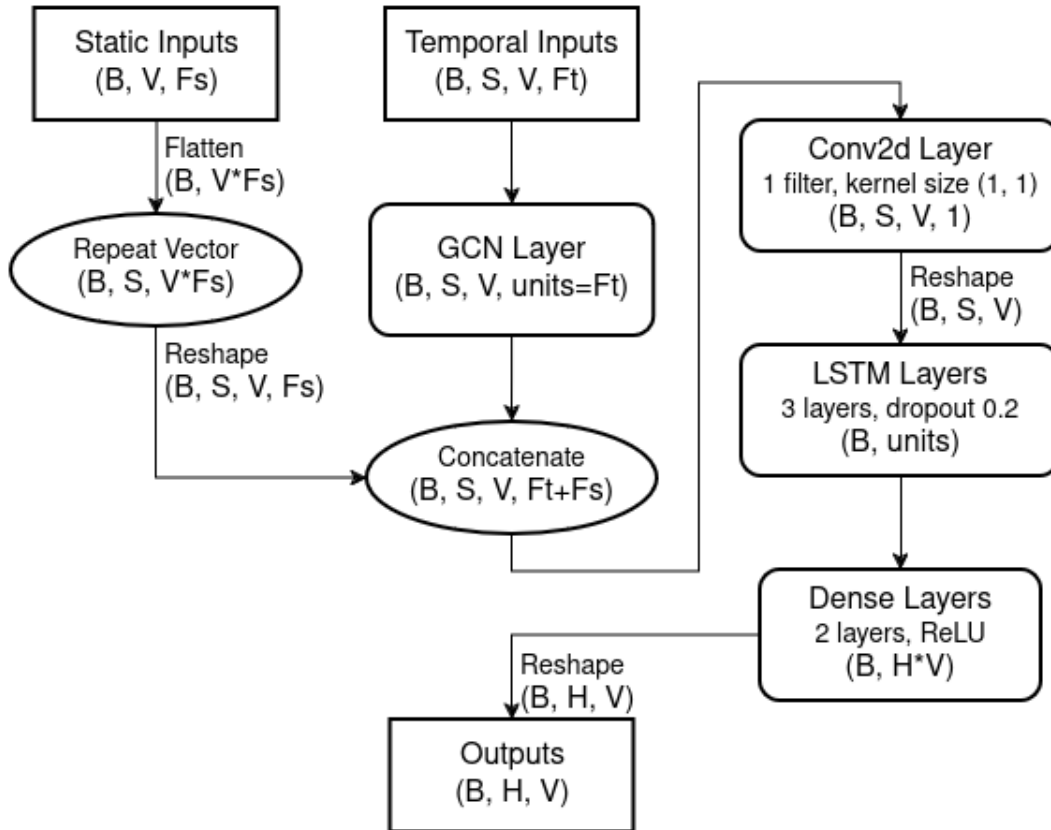 Static Inputs
(B, V, Fs)
Flatten
(B, V*Fs)
Repeat Vector
(B, S, V*Fs)
Reshape
(B, S, V, Fs)
Temporal Inputs
(B, S, V, Ft)
GCN Layer
(B, S, V, units=Ft)
Concatenate
(B, S, V, Ft+Fs)
Conv2d Layer
1 filter, kernel size (1, 1)
(B, S, V, 1)
Reshape
(B, S, V)
LSTM Layers
3 layers, dropout 0.2
(B, units)
Dense Layers
2 layers, ReLU
(B, H*V)
Reshape
(B, H, V)
Outputs
(B, H, V)